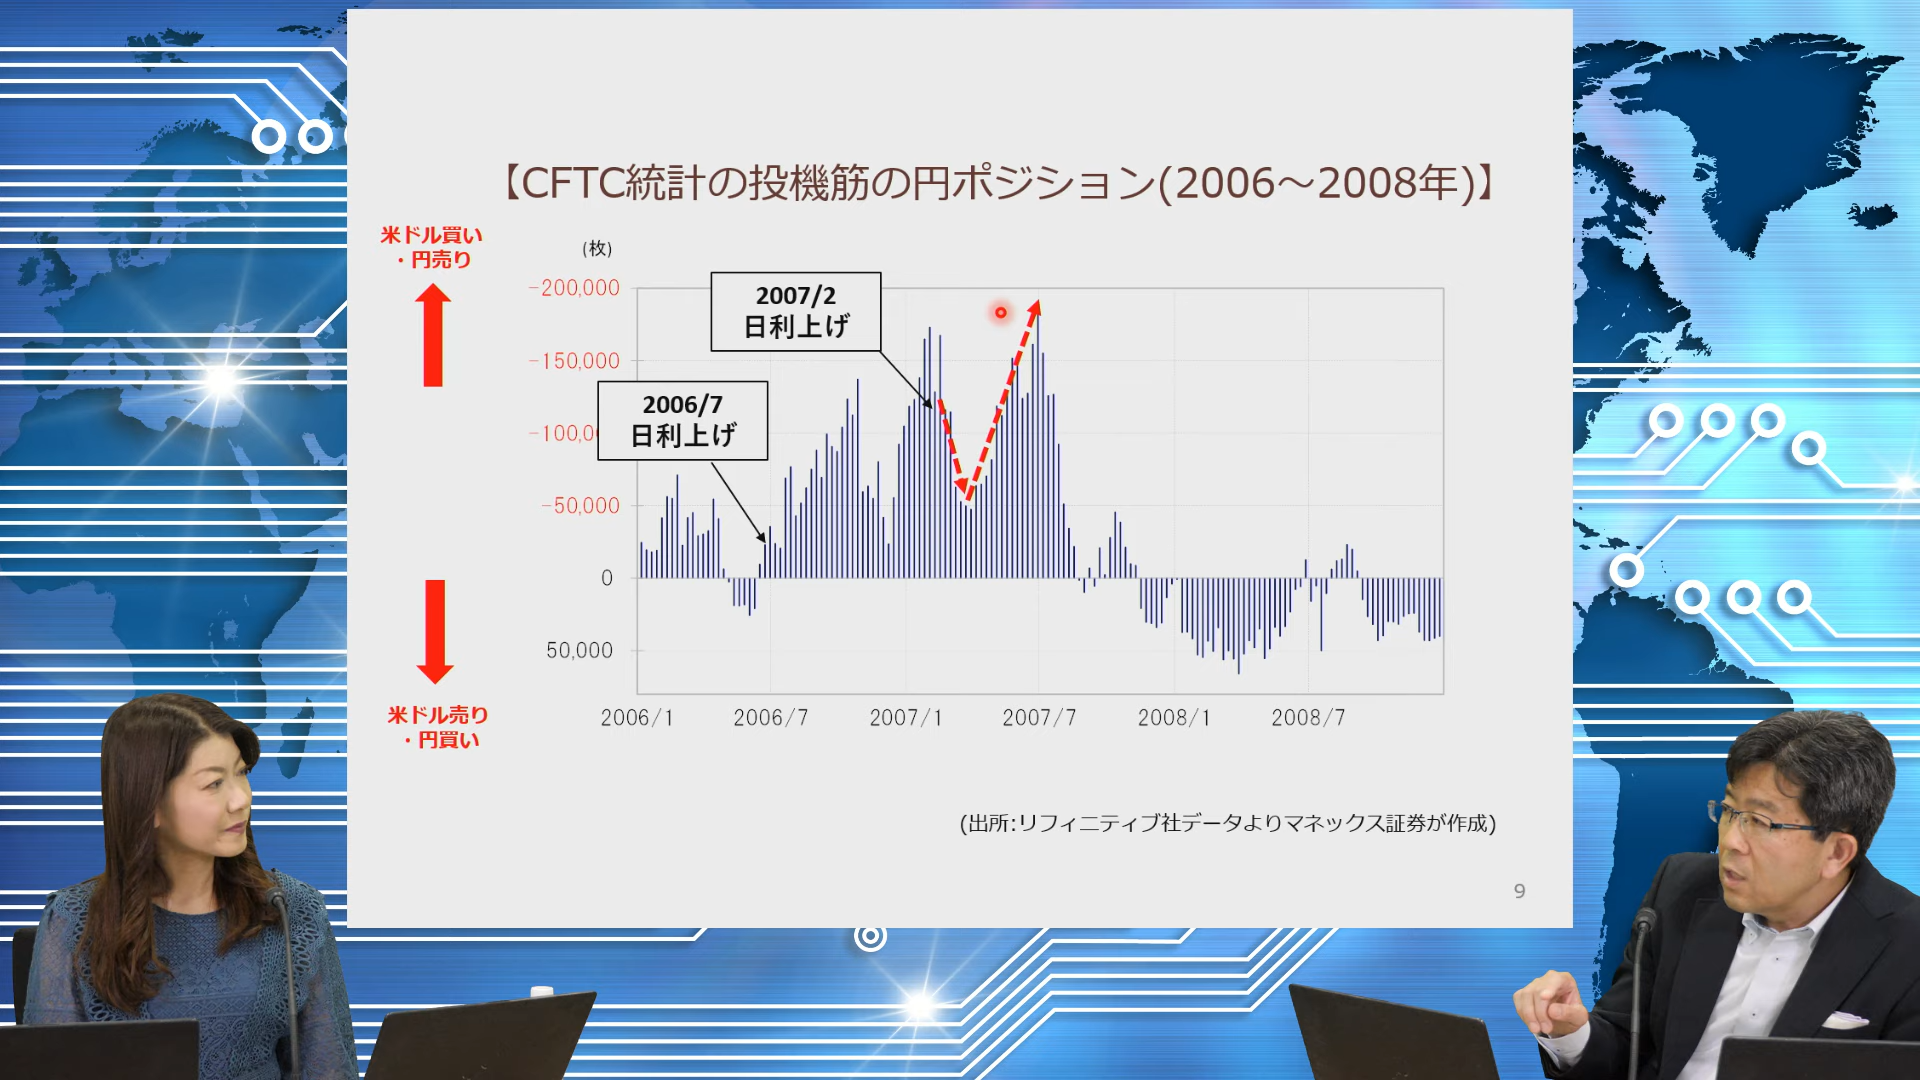 【CFTC統計の投機筋の円ポジション(2006～2008年)】
米ドル買い
・円売り
(枚)
-200,000
2007/2
日利上げ
-150,000
2006/7
日利上げ
-100,0
-50,000
0
50,000
2006/1
2006/7
2007/1
2007/7
2008/1
2008/7
米ドル売り
・円買い
(出所:リフィニティブ社データよりマネックス証券が作成)
9